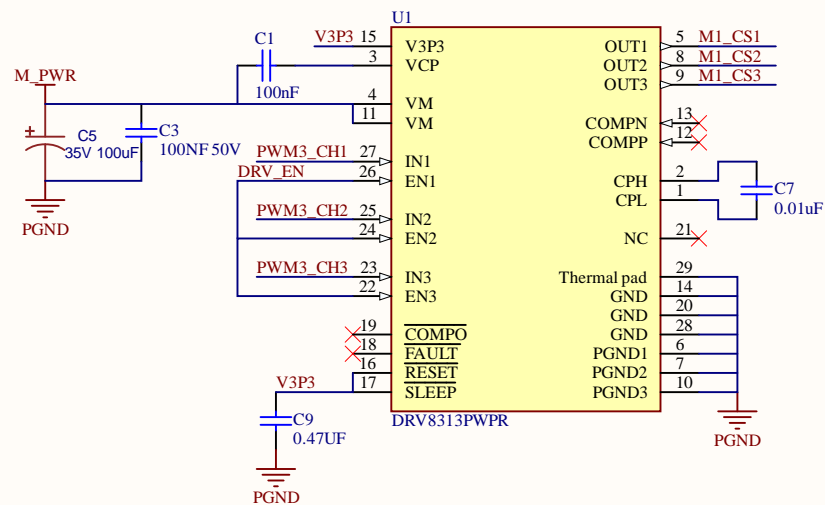 U1
C1
100nF
M_PWR
C5
35V 100uF
C3
100NF 50V
PGND
V3P3 15 V3P3
3 VCP
4 VM
11 VM
PWM3_CH1 27 IN1
DRV_EN 26 EN1
PWM3_CH2 25 IN2
24 EN2
PWM3_CH3 23 IN3
22 EN3
19 COMPO
18 FAULT
16 RESET
17 SLEEP
V3P3
C9
0.47UF
PGND
OUT1 5 M1_CS1
OUT2 8 M1_CS2
OUT3 9 M1_CS3
COMPN 13
COMPP 12
CPH 2
CPL 1
C7
0.01uF
NC 21
Thermal pad 29
GND 14
GND 20
GND 28
PGND1 6
PGND2 7
PGND3 10
PGND
DRV8313PWPR